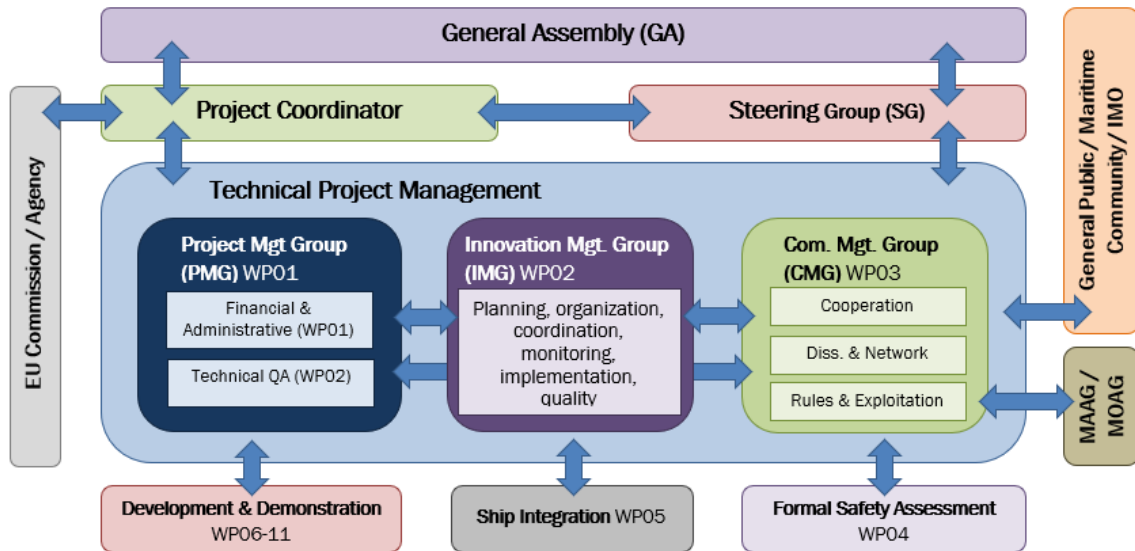 General Assembly (GA)
Project Coordinator
Steering Group (SG)
EU Commission / Agency
General Public / Maritime
Community / IMO
Technical Project Management
Project Mgt Group
(PMG) WP01
Financial &
Administrative (WP01)
Technical QA (WP02)
Innovation Mgt. Group
(IMG) WP02
Planning, organization,
coordination,
monitoring,
implementation,
quality
Com. Mgt. Group
(CMG) WP03
Cooperation
Diss. & Network
Rules & Exploitation
MAAG /
MOAG
Development & Demonstration
WP06-11
Ship Integration WP05
Formal Safety Assessment
WP04